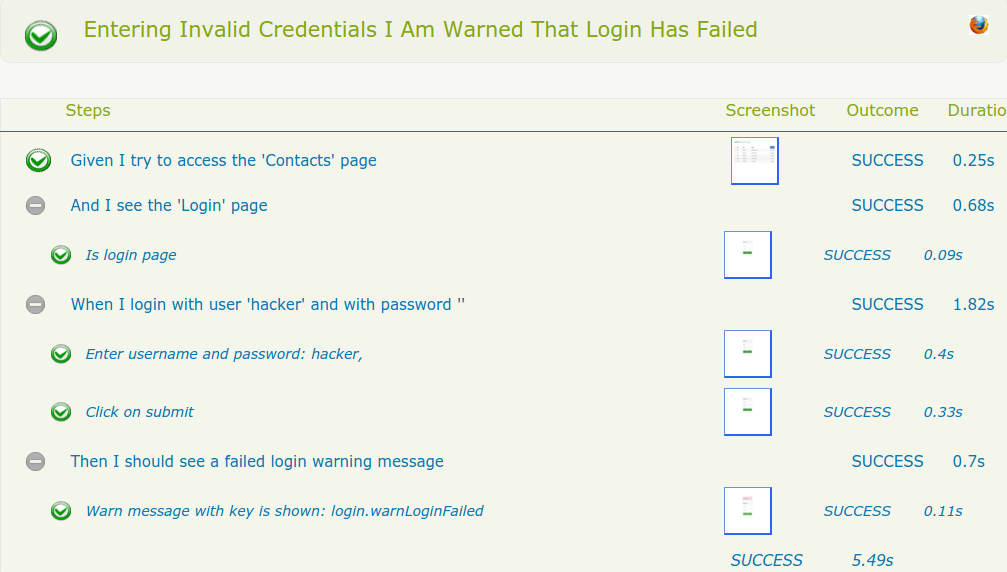 Entering Invalid Credentials I Am Warned That Login Has Failed
Steps Screenshot Outcome Duratio
Given I try to access the 'Contacts' page SUCCESS 0.25s
And I see the 'Login' page SUCCESS 0.68s
Is login page SUCCESS 0.09s
When I login with user 'hacker' and with password '' SUCCESS 1.82s
Enter username and password: hacker, SUCCESS 0.4s
Click on submit SUCCESS 0.33s
Then I should see a failed login warning message SUCCESS 0.7s
Warn message with key is shown: login.warnLoginFailed SUCCESS 0.11s
SUCCESS 5.49s